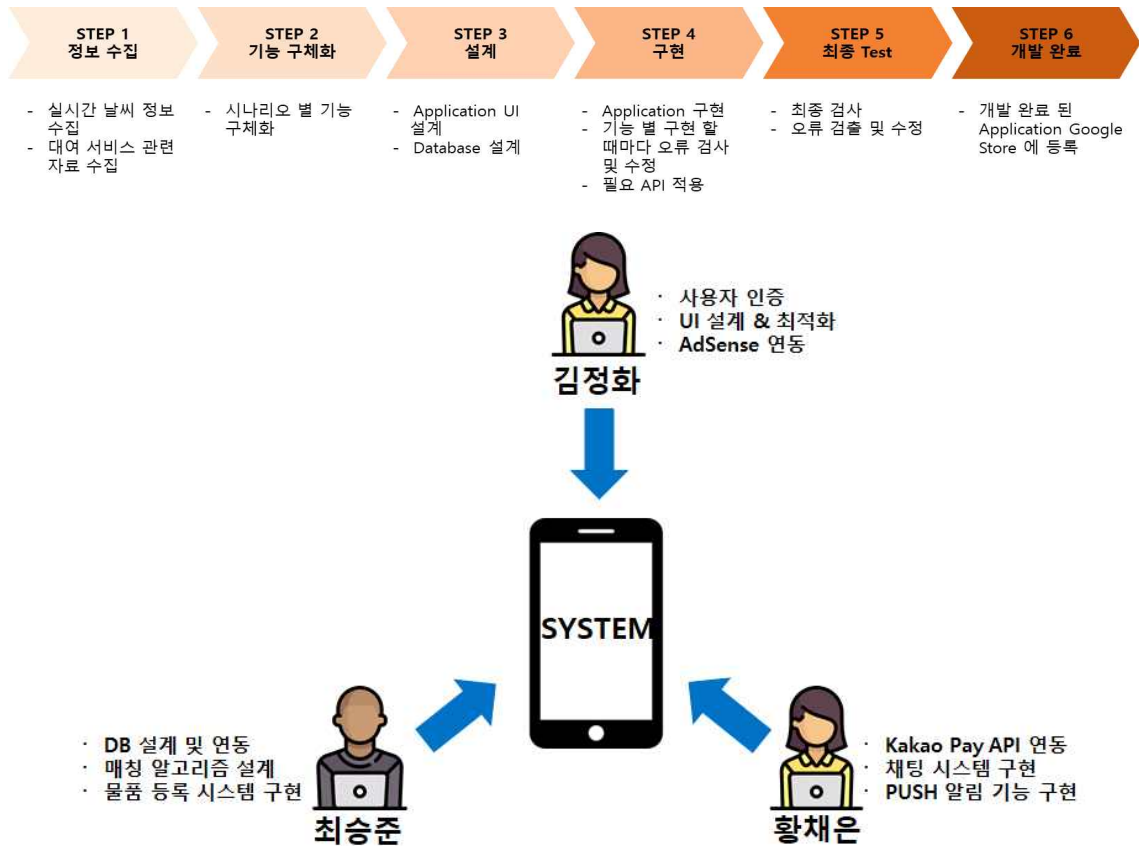 STEP 1
정보 수집
STEP 2
기능 구체화
STEP 3
설계
STEP 4
구현
STEP 5
최종 Test
STEP 6
개발 완료
- 실시간 날씨 정보
수집
- 대여 서비스 관련
자료 수집
- 시나리오 별 기능
구체화
- Application UI
설계
- Database 설계
- Application 구현
- 기능 별 구현 할
때마다 오류 검사
및 수정
- 필요 API 적용
- 최종 검사
- 오류 검출 및 수정
- 개발 완료 된
Application Google
Store 에 등록
· 사용자 인증
· UI 설계 & 최적화
· AdSense 연동
김정화
SYSTEM
· DB 설계 및 연동
· 매칭 알고리즘 설계
· 물품 등록 시스템 구현
최승준
· Kakao Pay API 연동
· 채팅 시스템 구현
· PUSH 알림 기능 구현
황채은